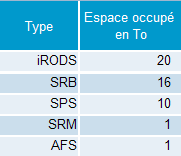 Type
Espace occupé
en To
iRODS 20
SRB 16
SPS 10
SRM 1
AFS 1